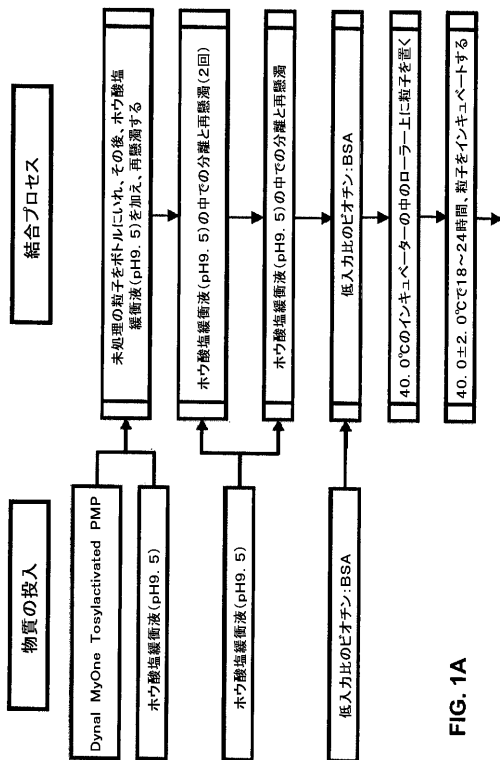 物質の投入
結合プロセス
Dynal MyOne Tosylactivated PMP
ホウ酸塩緩衝液(pH9. 5)
未処理の粒子をボトルにいれ、その後、ホウ酸塩
緩衝液(pH9. 5)を加え、再懸濁する
ホウ酸塩緩衝液(pH9. 5)
ホウ酸塩緩衝液(pH9. 5)の中での分離と再懸濁(2回)
ホウ酸塩緩衝液(pH9. 5)の中での分離と再懸濁
低入力比のビオチン:BSA
低入力比のビオチン:BSA
40. 0℃のインキュベーターの中のローラー上に粒子を置く
40. 0±2. 0℃で18~24時間、粒子をインキュベートする
FIG. 1A